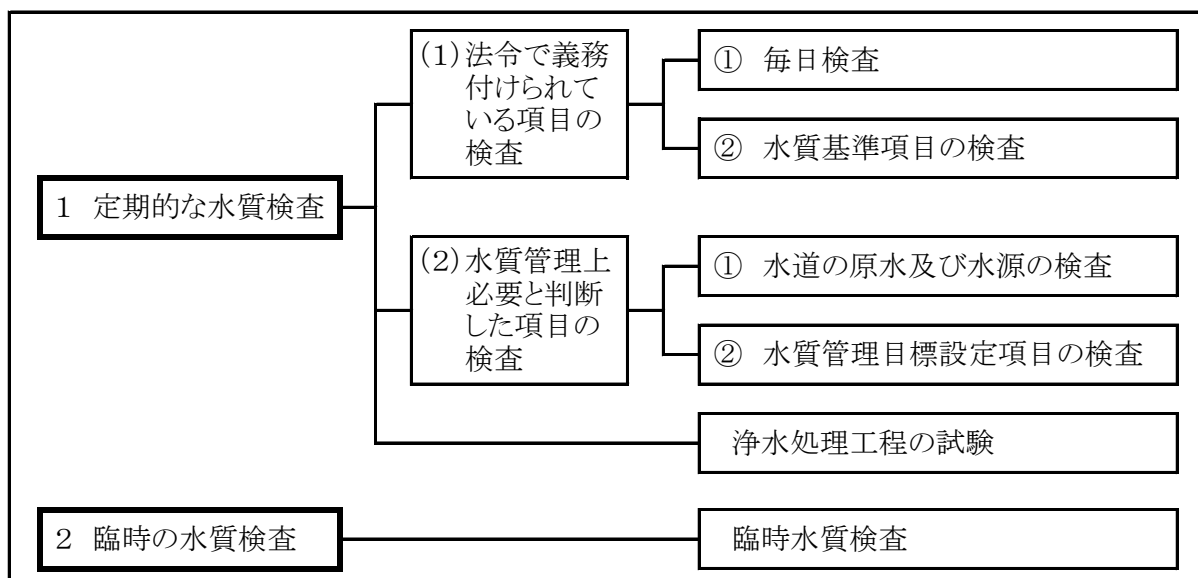 1 定期的な水質検査
(1)法令で義務
付けられて
いる項目の
検査
① 毎日検査
② 水質基準項目の検査
(2)水質管理上
必要と判断
した項目の
検査
① 水道の原水及び水源の検査
② 水質管理目標設定項目の検査
浄水処理工程の試験
2 臨時の水質検査
臨時水質検査